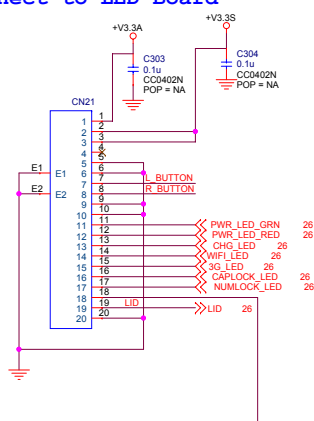 nect to LED Board
+V3.3A
+V3.3S
C303
0.1u
CC0402N
POP = NA
C304
0.1u
CC0402N
POP = NA
CN21
1 1
2 2
3 3
4 4
5 5
E1 E1 6 6
7 7 L_BUTTON
E2 E2 8 8 R_BUTTON
9 9
10 10
11 11 PWR_LED_GRN 26
12 12 PWR_LED_RED 26
13 13 CHG_LED 26
14 14 WIFI_LED 26
15 15 3G_LED 26
16 16 CAPLOCK_LED 26
17 17 NUMLOCK_LED 26
18 18
19 19 LID LID 26
20 20